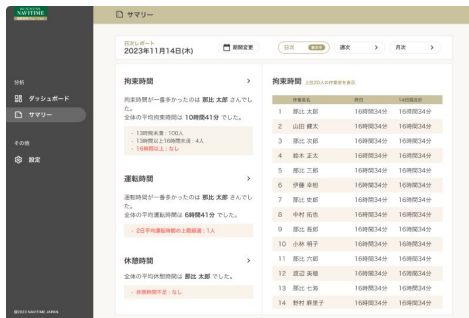 NAVITIME
サマリー
分析
ダッシュボード
サマリー
その他
設定
@2023 NAVITIME JAPAN
日次レポート
2023年11月14日(木)
期間変更
日次
週次
月次
拘束時間
拘束時間が一番多かったのは 那比 太郎 さんでし
た。
全体の平均拘束時間は 10時間41分 でした。
- 13時間未満：100人
- 13時間以上16時間未満：4人
- 16時間以上：なし
運転時間
運転時間が一番多かったのは 那比 太郎 さんでし
た。
全体の平均運転時間は 6時間41分 でした。
- 2日平均運転時間の上限超過：1人
休憩時間
全体の平均休憩時間は 那比 太郎 でした。
- 休憩時間不足：なし
拘束時間 上位20人の作業者を表示
作業者名 昨日
1 那比 太郎 16時間34分 16時間34分
2 山田 健太 16時間34分 16時間34分
3 那比 次郎 16時間34分 16時間34分
4 鈴木 正太 16時間34分 16時間34分
5 那比 三郎 16時間34分 16時間34分
6 伊藤 幸樹 16時間34分 16時間34分
7 那比 史郎 16時間34分 16時間34分
8 中村 拓也 16時間34分 16時間34分
9 那比 吾郎 16時間34分 16時間34分
10 小林 明子 16時間34分 16時間34分
11 那比 六郎 16時間34分 16時間34分
12 渡辺 美穂 16時間34分 16時間34分
13 那比 七海 16時間34分 16時間34分
14 野村 麻里子 16時間34分 16時間34分